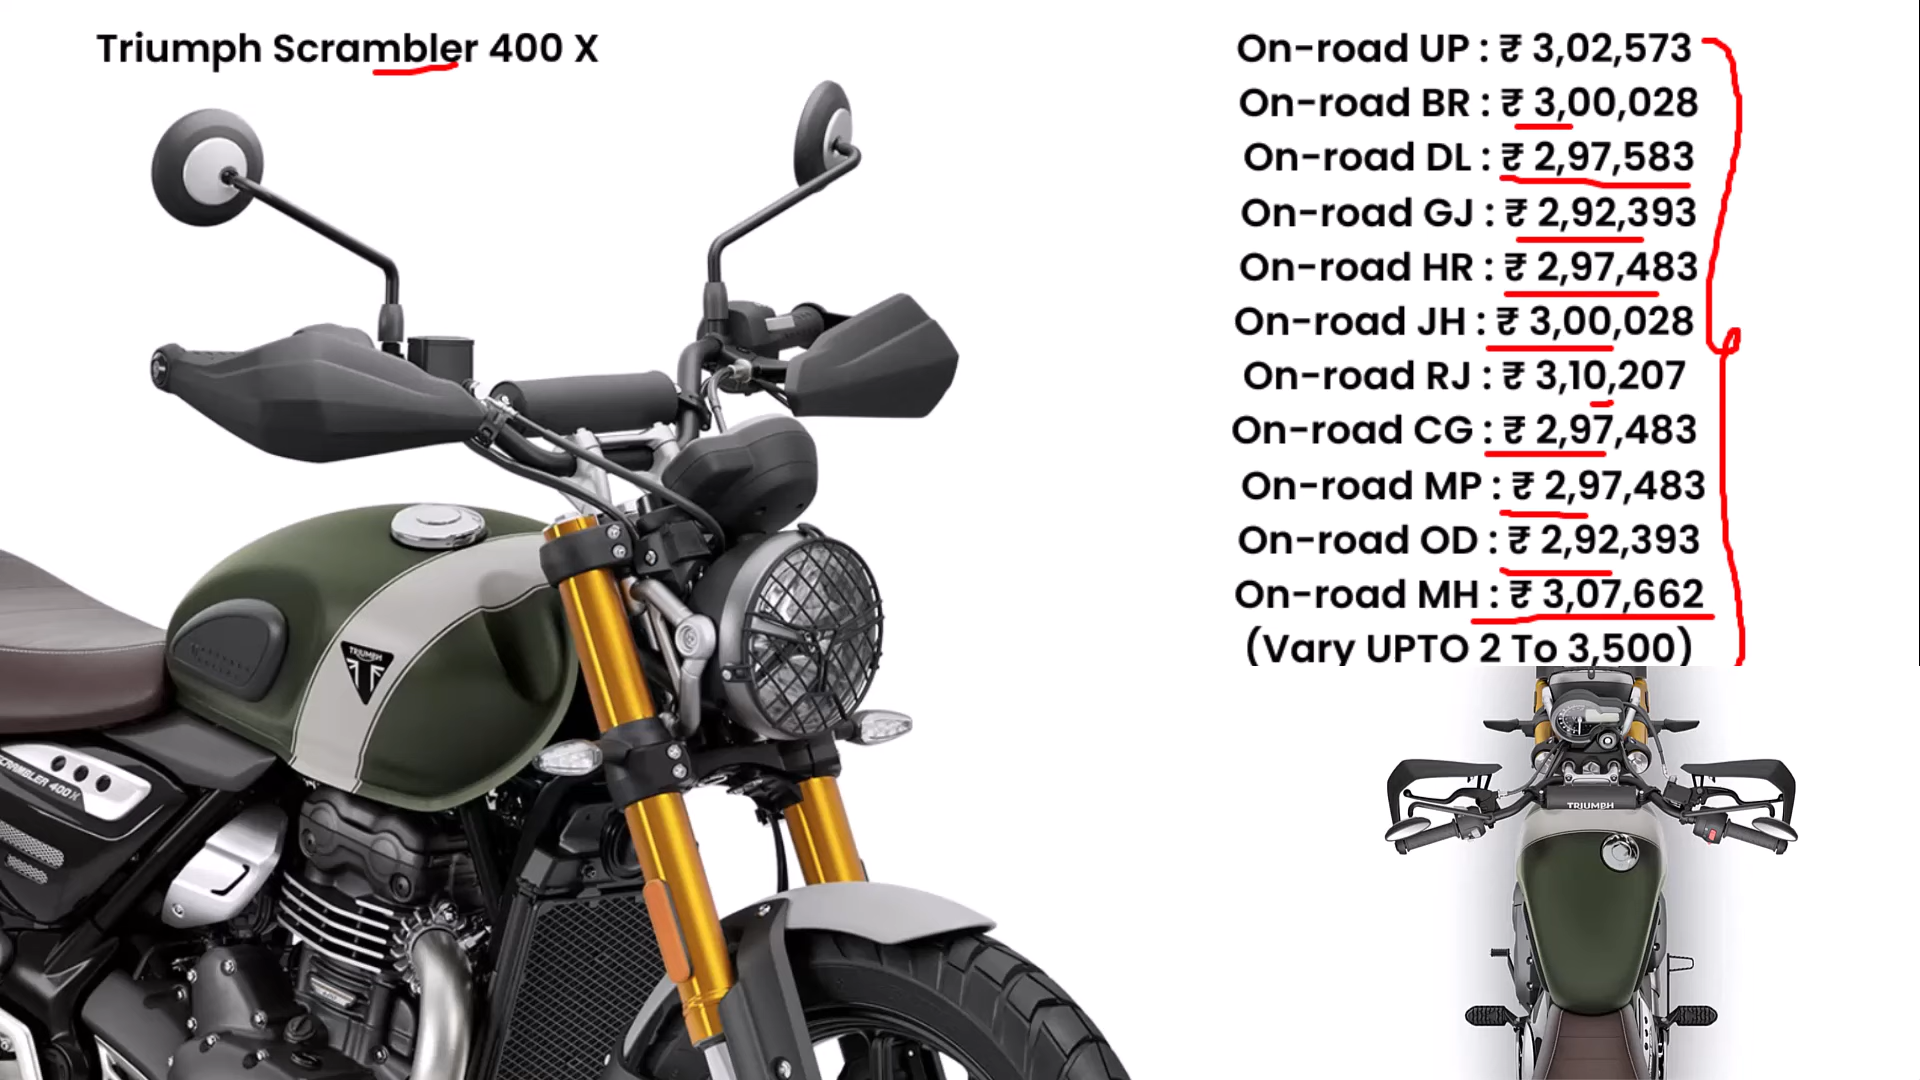 Triumph Scrambler 400 X
On-road UP : ₹ 3,02,573
On-road BR : ₹ 3,00,028
On-road DL : ₹ 2,97,583
On-road GJ : ₹ 2,92,393
On-road HR : ₹ 2,97,483
On-road JH : ₹ 3,00,028
On-road RJ : ₹ 3,10,207
On-road CG : ₹ 2,97,483
On-road MP : ₹ 2,97,483
On-road OD : ₹ 2,92,393
On-road MH : ₹ 3,07,662
(Vary UPTO 2 To 3,500)
TRIUMPH
SCRAMBLER 400 X
TRIUMPH